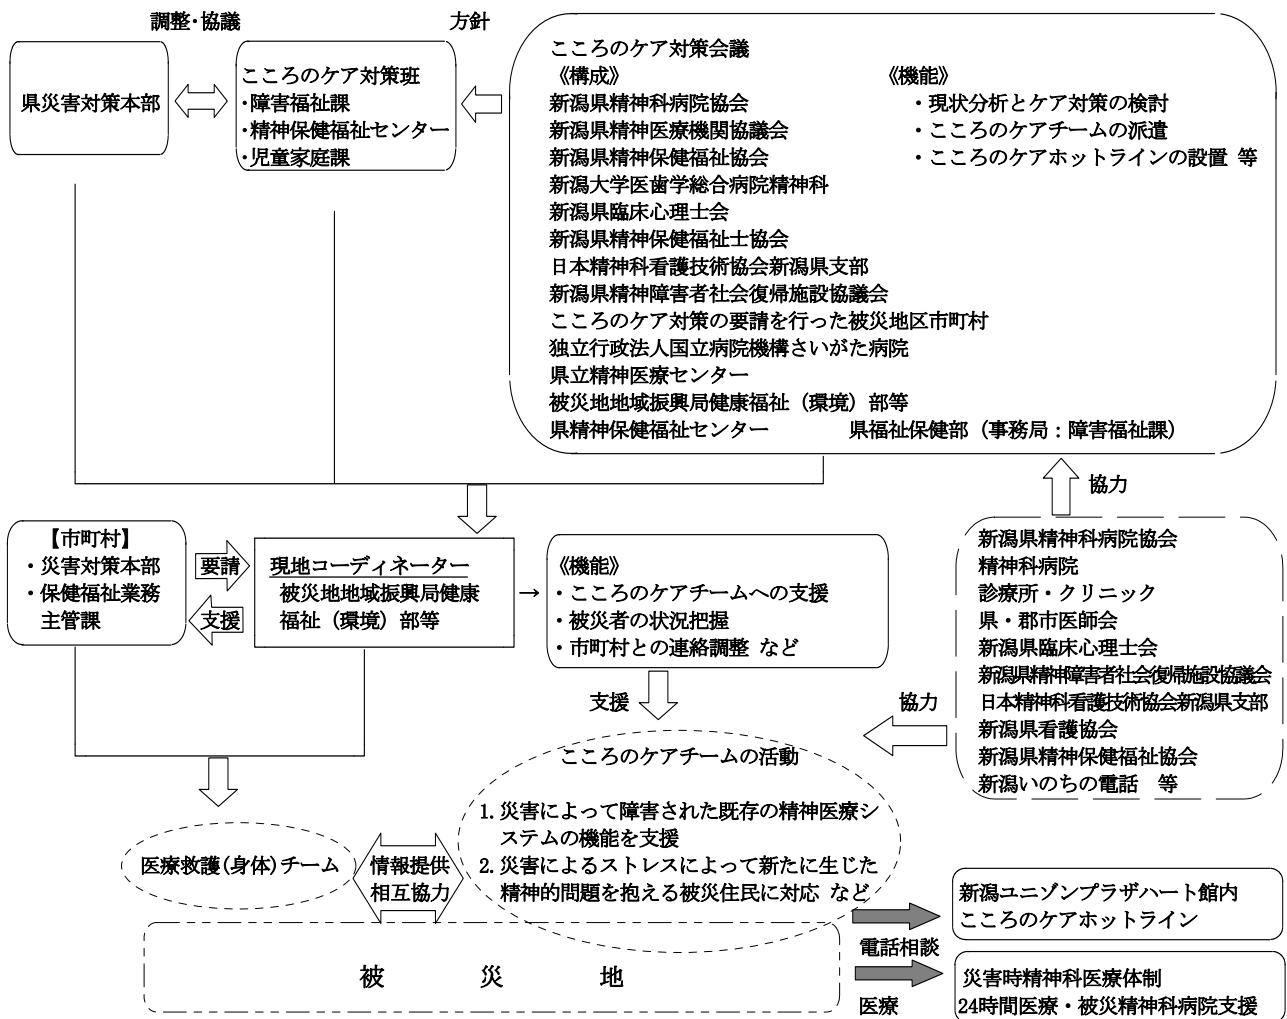 調整・協議
方針
県災害対策本部
こころのケア対策班
・障害福祉課
・精神保健福祉センター
・児童家庭課
こころのケア対策会議
《構成》
新潟県精神科病院協会
新潟県精神医療機関協議会
新潟県精神保健福祉協会
新潟大学医歯学総合病院精神科
新潟県臨床心理士会
新潟県精神保健福祉士協会
日本精神科看護技術協会新潟県支部
新潟県精神障害者社会復帰施設協議会
こころのケア対策の要請を行った被災地区市町村
独立行政法人国立病院機構さいがた病院
県立精神医療センター
被災地地域振興局健康福祉（環境）部等
県精神保健福祉センター 県福祉保健部（事務局：障害福祉課）
《機能》
・現状分析とケア対策の検討
・こころのケアチームの派遣
・こころのケアホットラインの設置 等
協力
【市町村】
・災害対策本部
・保健福祉業務
主管課
要請
支援
現地コーディネーター
被災地地域振興局健康
福祉（環境）部等
→
《機能》
・こころのケアチームへの支援
・被災者の状況把握
・市町村との連絡調整 など
新潟県精神科病院協会
精神科病院
診療所・クリニック
県・郡市医師会
新潟県臨床心理士会
新潟県精神障害者社会復帰施設協議会
日本精神科看護技術協会新潟県支部
新潟県看護協会
新潟県精神保健福祉協会
新潟いのちの電話 等
支援
協力
こころのケアチームの活動
1. 災害によって障害された既存の精神医療シ
ステムの機能を支援
2. 災害によるストレスによって新たに生じた
精神的問題を抱える被災住民に対応 など
医療救護(身体)チーム
情報提供
相互協力
被 災 地
電話相談
医療
新潟ユニゾンプラザハート館内
こころのケアホットライン
災害時精神科医療体制
24時間医療・被災精神科病院支援